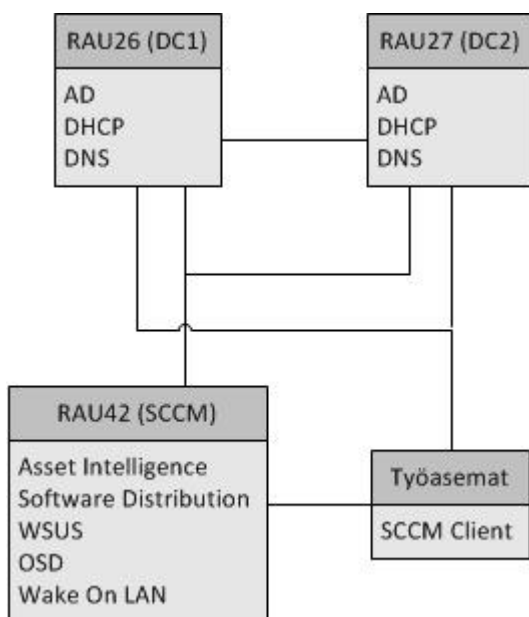 RAU26 (DC1)
AD
DHCP
DNS
RAU27 (DC2)
AD
DHCP
DNS
RAU42 (SCCM)
Asset Intelligence
Software Distribution
WSUS
OSD
Wake On LAN
Työasemat
SCCM Client